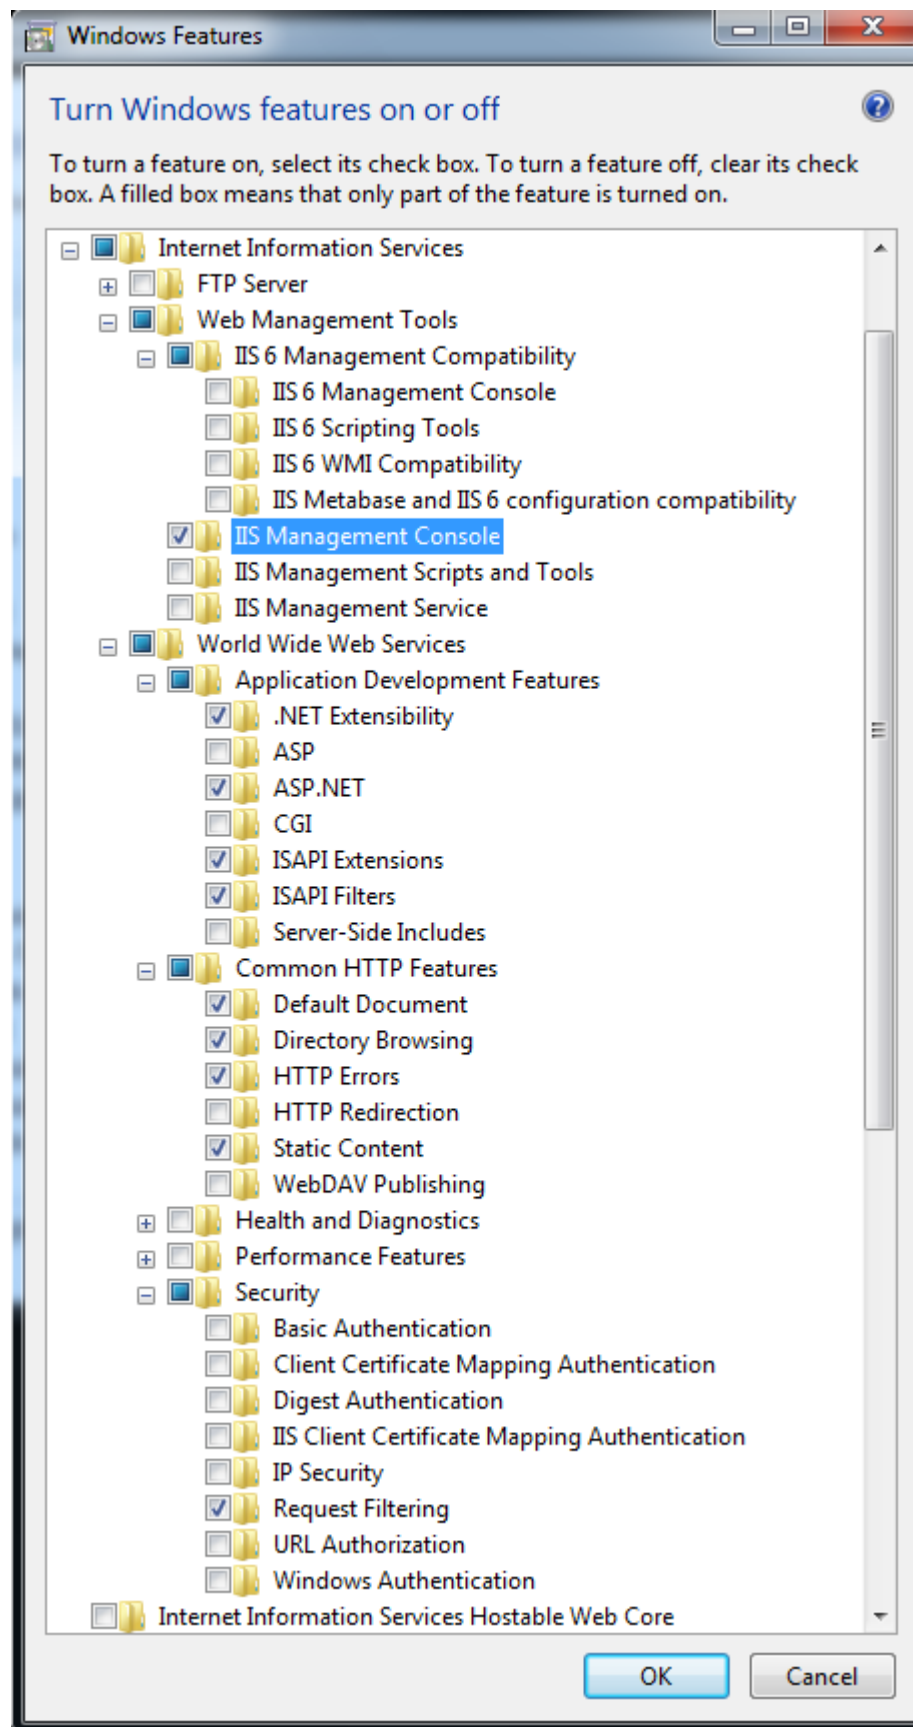 Windows Features
Turn Windows features on or off
To turn a feature on, select its check box. To turn a feature off, clear its check
box. A filled box means that only part of the feature is turned on.
Internet Information Services
FTP Server
Web Management Tools
IIS 6 Management Compatibility
IIS 6 Management Console
IIS 6 Scripting Tools
IIS 6 WMI Compatibility
IIS Metabase and IIS 6 configuration compatibility
IIS Management Console
IIS Management Scripts and Tools
IIS Management Service
World Wide Web Services
Application Development Features
.NET Extensibility
ASP
ASP.NET
CGI
ISAPI Extensions
ISAPI Filters
Server-Side Includes
Common HTTP Features
Default Document
Directory Browsing
HTTP Errors
HTTP Redirection
Static Content
WebDAV Publishing
Health and Diagnostics
Performance Features
Security
Basic Authentication
Client Certificate Mapping Authentication
Digest Authentication
IIS Client Certificate Mapping Authentication
IP Security
Request Filtering
URL Authorization
Windows Authentication
Internet Information Services Hostable Web Core
OK Cancel